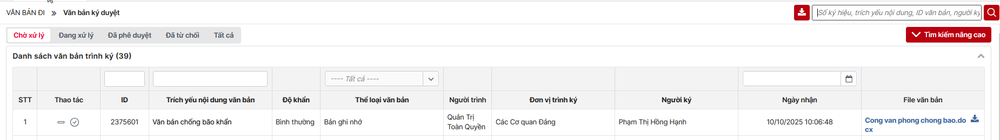 VĂN BẢN ĐI » Văn bản ký duyệt
Số ký hiệu, trích yếu nội dung, ID văn bản, người ký
Chờ xử lý Đang xử lý Đã phê duyệt Đã từ chối Tất cả
Tìm kiếm nâng cao
Danh sách văn bản trình ký (39)
---- Tất cả ----
STT Thao tác ID Trích yếu nội dung văn bản Độ khẩn Thể loại văn bản Người trình Đơn vị trình ký Người ký Ngày nhận File văn bản
1 2375601 Văn bản chống bão khẩn Bình thường Bản ghi nhớ Quản Trị Toàn Quyền Các Cơ quan Đảng Phạm Thị Hồng Hạnh 10/10/2025 10:06:48 Cong van phong chong bao.do
cx